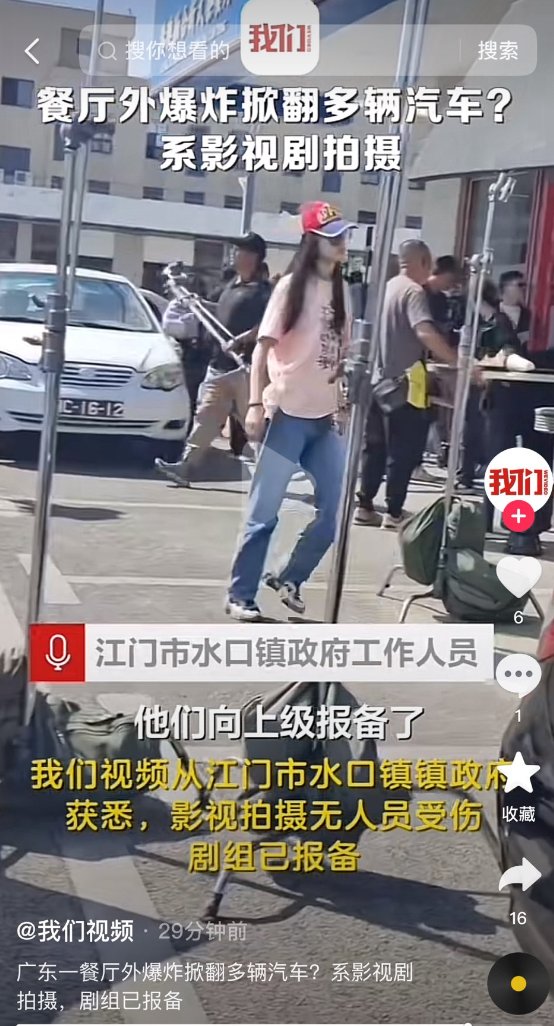 搜你想看的
我们
搜索
餐厅外爆炸掀翻多辆汽车?
系影视剧拍摄
C-16-12
我们
6
江门市水口镇政府工作人员
1
他们向上级报备了
我们视频从江门市水口镇镇政府
获悉，影视拍摄无人员受伤
剧组已报备
收藏
16
@我们视频 · 29分钟前
广东一餐厅外爆炸掀翻多辆汽车？系影视剧
拍摄，剧组已报备